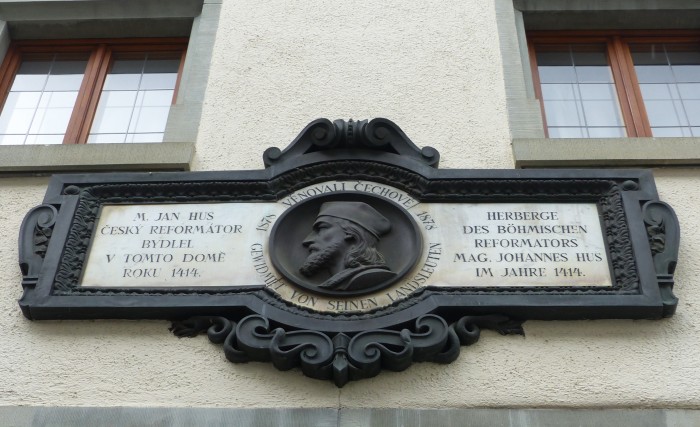 M. JAN HUS
ČESKÝ REFORMÁTOR
BYDLEL
V TOMTO DOMĚ
ROKU 1414.
1878 VĚNOVALI ČECHOVÉ 1878
GEWIDMET VON SEINEN LANDSLEUTEN
HERBERGE
DES BÖHMISCHEN
REFORMATORS
MAG. JOHANNES HUS
IM JAHRE 1414.